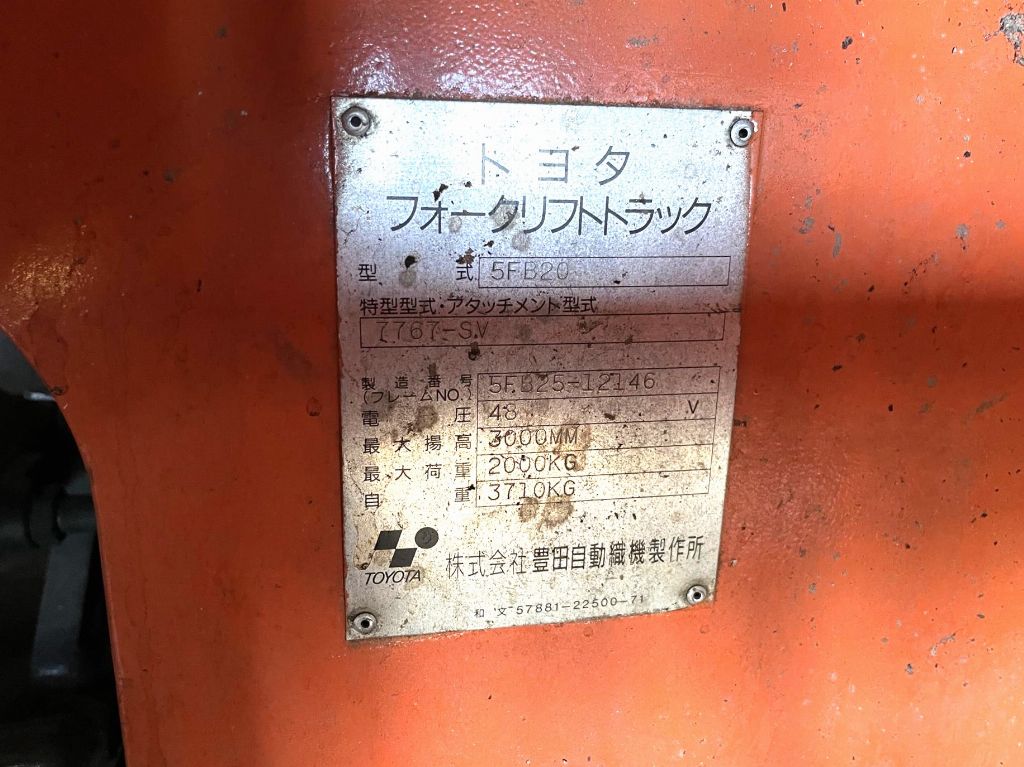 トヨタ
フォークリフトトラック
型式 5FB20
特型型式・アタッチメント型式
7767-SV
製造番号 (フレームNO.) 5FB25-12146
電圧 48 V
最大揚高 3000MM
最大荷重 2000KG
自重 3710KG
TOYOTA 株式会社 豊田自動織機製作所
和文 57881-22500-71